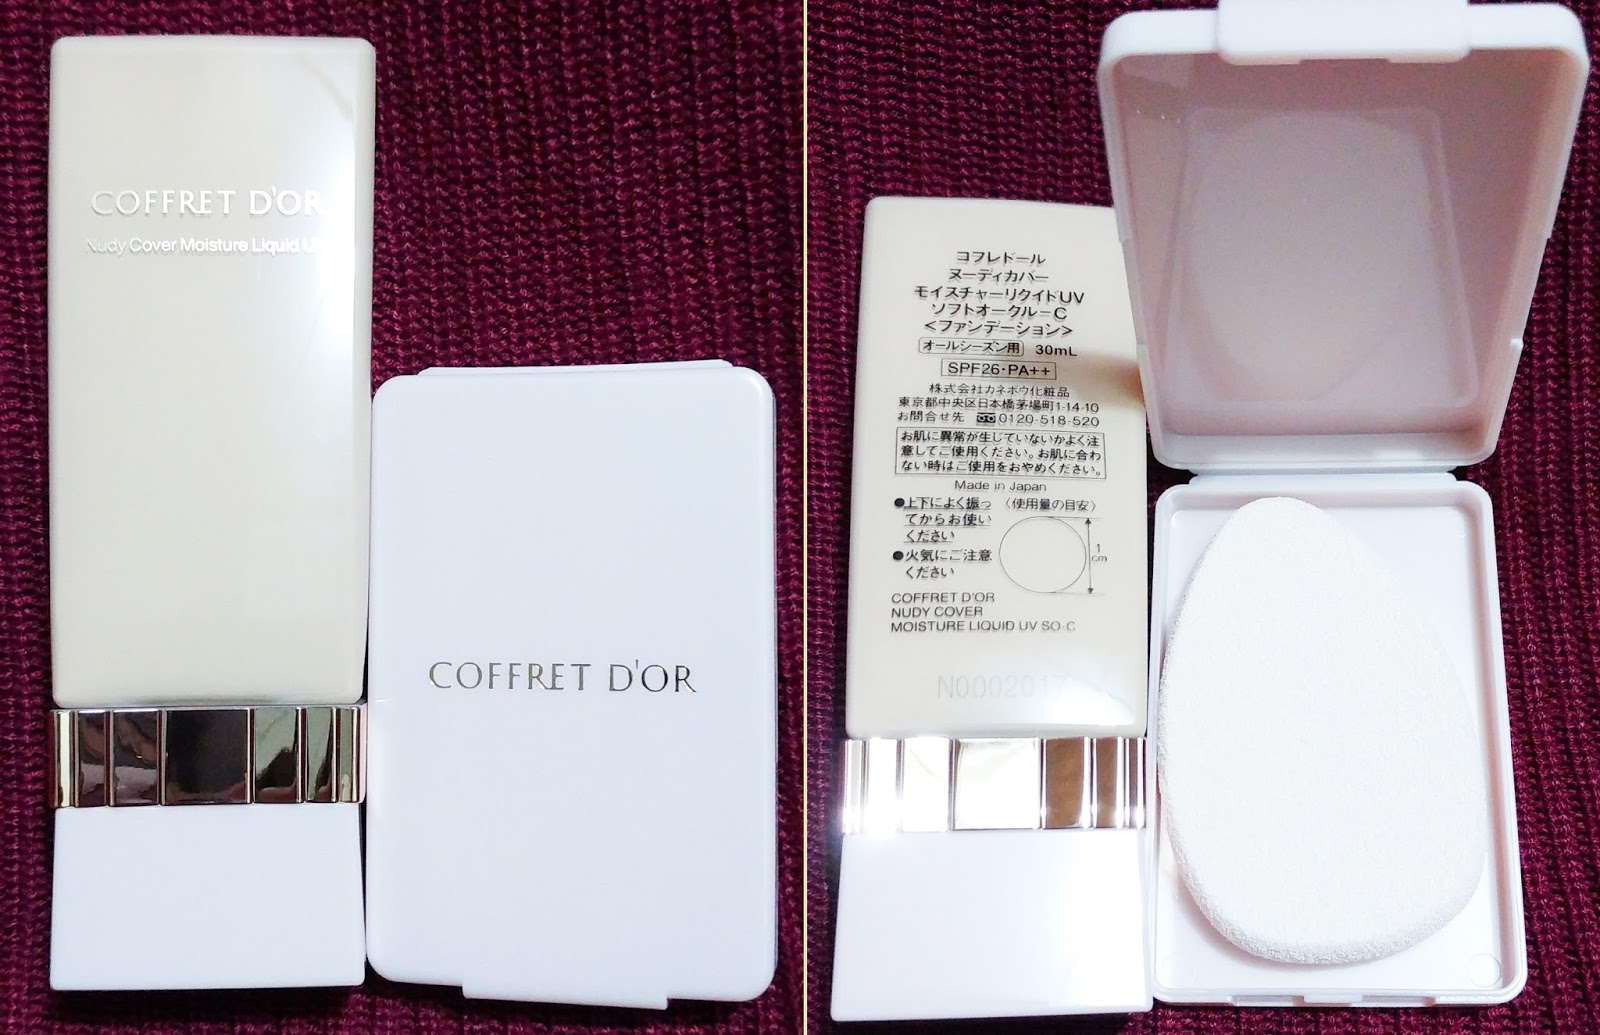 COFFRET D'OR
Nudy Cover Moisture Liquid U
COFFRET D'OR
コフレドール
ヌーディカバー
モイスチャーリクイドUV
ソフトオークル-C
<ファンデーション>
オールシーズン用 30mL
SPF26・PA++
株式会社カネボウ化粧品
東京都中央区日本橋茅場町1-14-10
お問合せ先 0120-518-520
お肌に異常が生じていないかよく注
意してご使用ください。お肌に合わ
ない時はご使用をおやめください。
Made in Japan
●上下によく振っ
てからお使い
ください
●火気にご注意
ください
〈使用量の目安〉
1
cm
COFFRET D'OR
NUDY COVER
MOISTURE LIQUID UV SO-C
N0002017